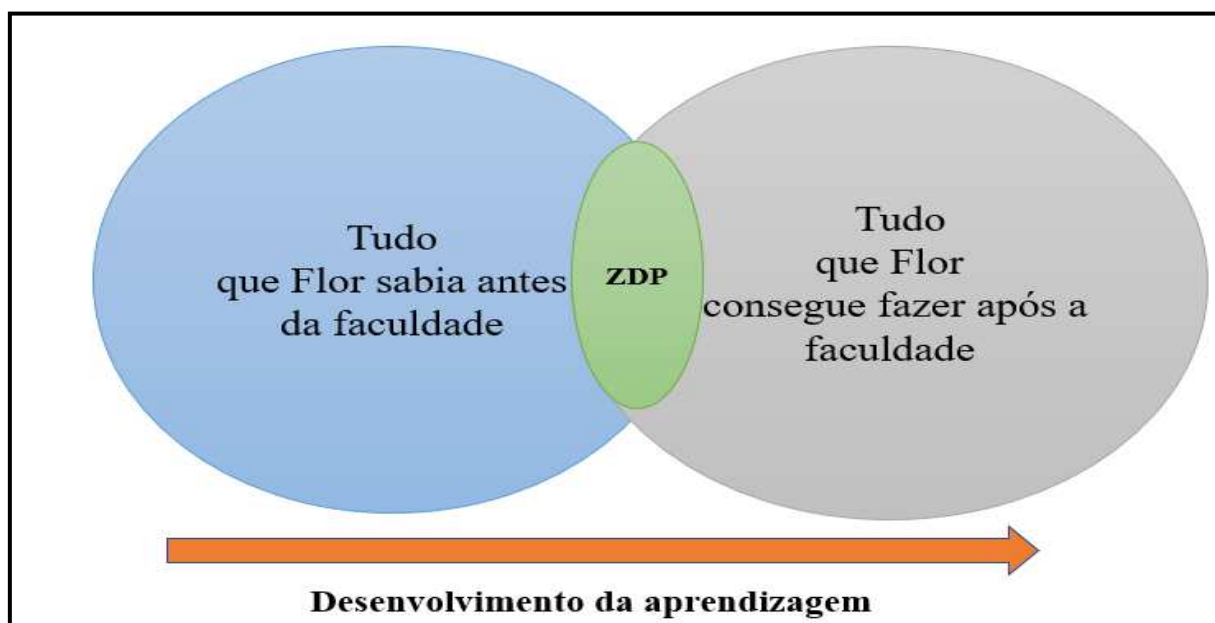 Tudo
que Flor sabia antes
da faculdade
ZDP
Tudo
que Flor
consegue fazer após a
faculdade
Desenvolvimento da aprendizagem